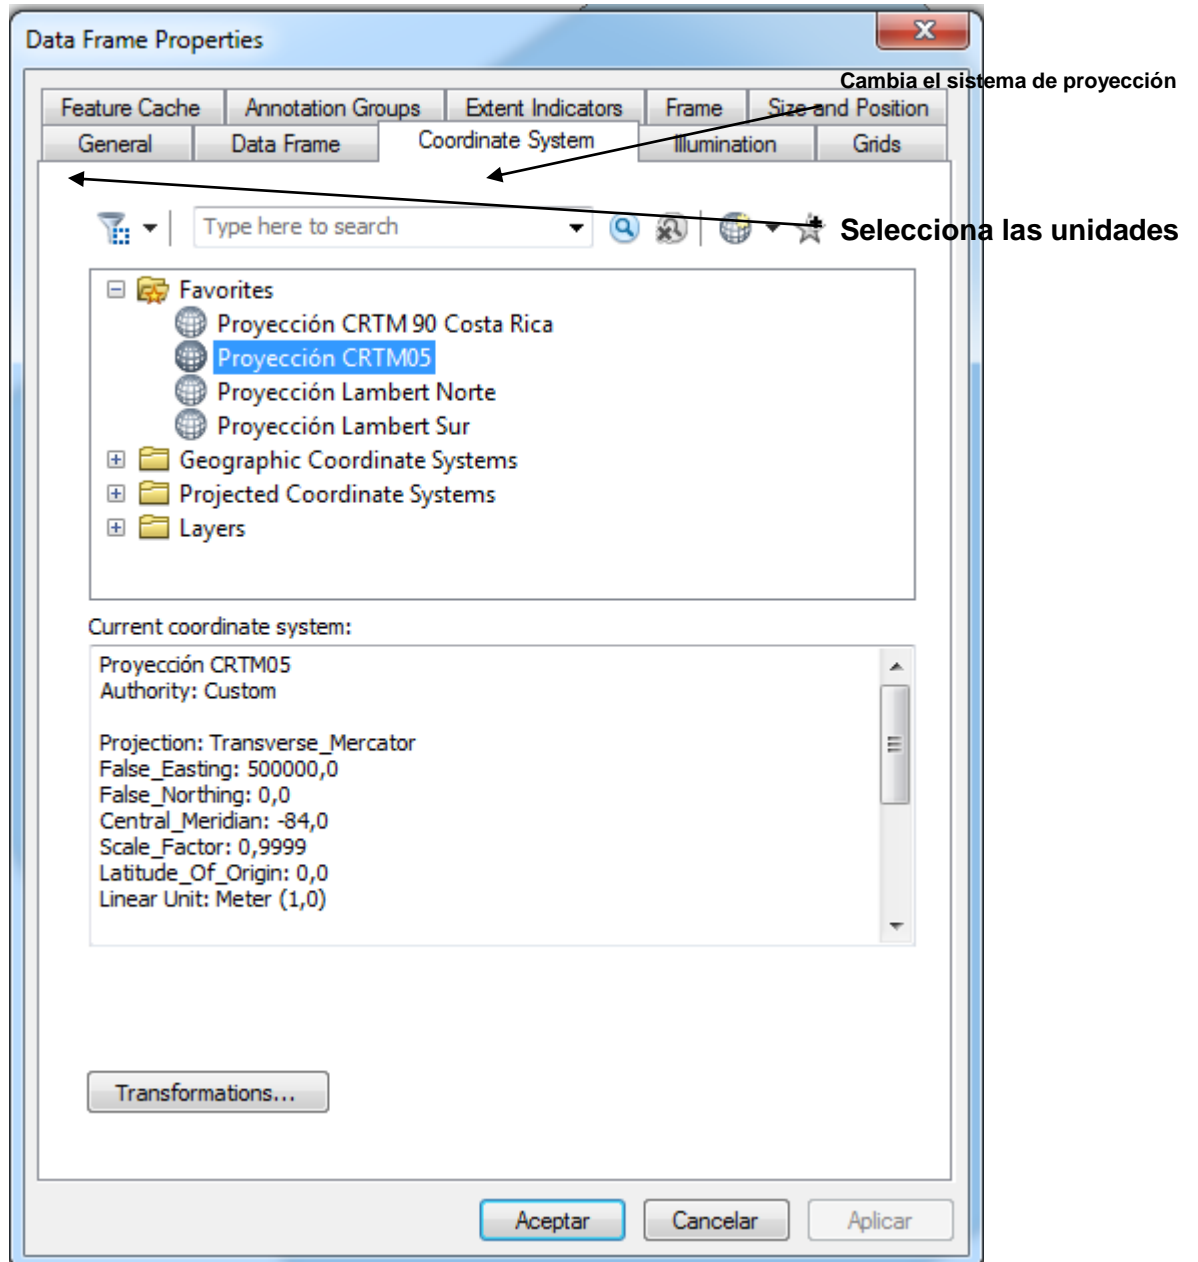 Data Frame Properties
Cambia el sistema de proyección
Feature Cache Annotation Groups Extent Indicators Frame Size and Position
General Data Frame Coordinate System Illumination Grids
Type here to search
Selecciona las unidades
Favorites
Proyección CRTM 90 Costa Rica
Proyección CRTM05
Proyección Lambert Norte
Proyección Lambert Sur
Geographic Coordinate Systems
Projected Coordinate Systems
Layers
Current coordinate system:
Proyección CRTM05
Authority: Custom
Projection: Transverse_Mercator
False_Easting: 500000,0
False_Northing: 0,0
Central_Meridian: -84,0
Scale_Factor: 0,9999
Latitude_Of_Origin: 0,0
Linear Unit: Meter (1,0)
Transformations...
Aceptar Cancelar Aplicar